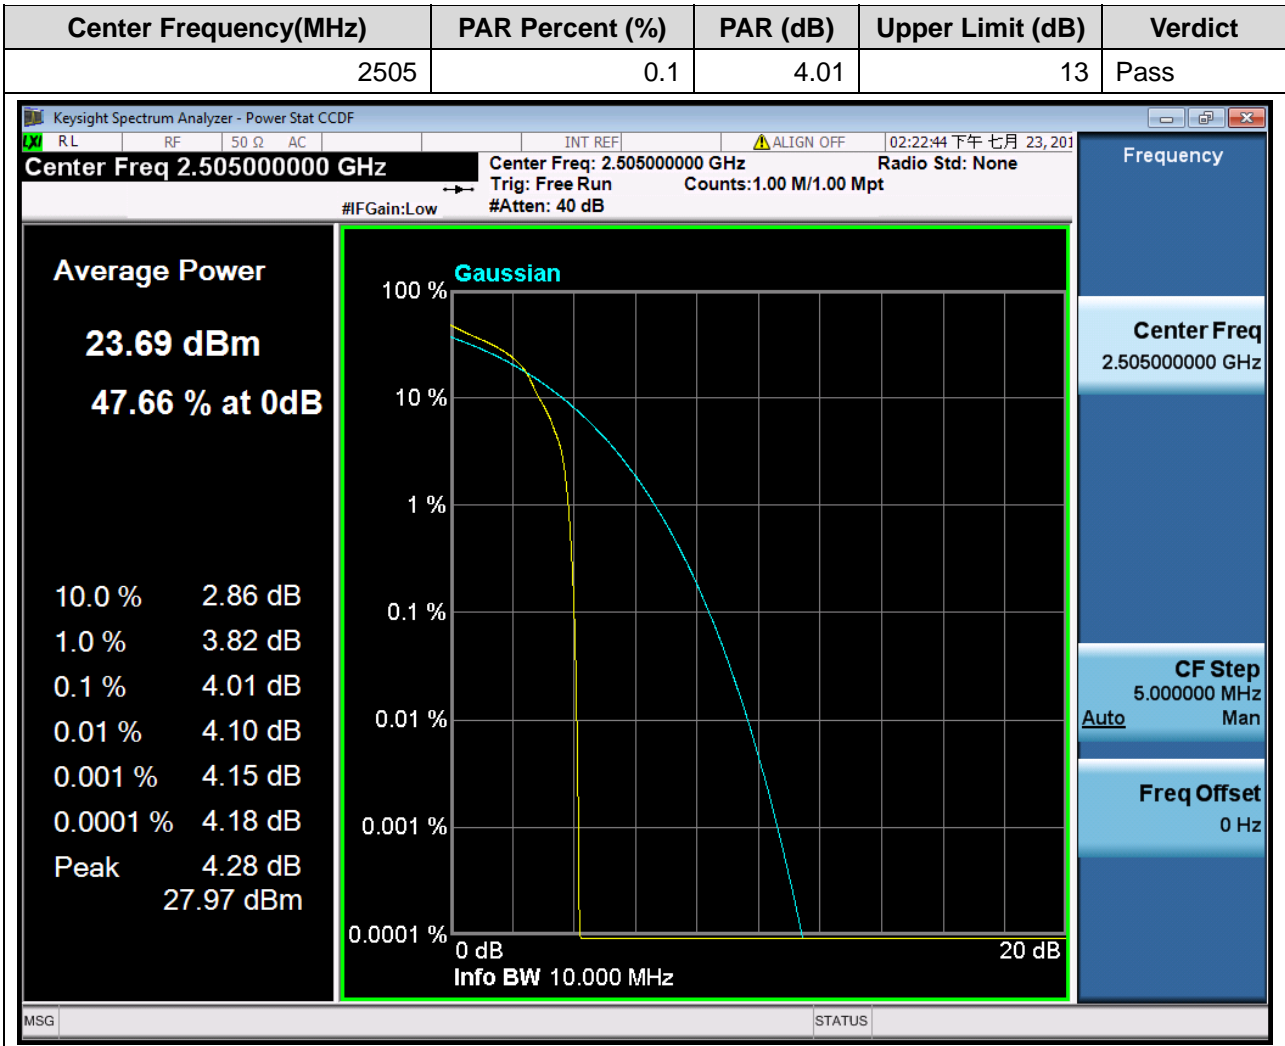 Center Frequency(MHz) PAR Percent (%) PAR (dB) Upper Limit (dB) Verdict
2505 0.1 4.01 13 Pass
Keysight Spectrum Analyzer - Power Stat CCDF
LXI RL RF 50 Ω AC INT REF ALIGN OFF 02:22:44 下午 七月 23, 201
Center Freq 2.505000000 GHz
Center Freq: 2.505000000 GHz Radio Std: None
Trig: Free Run Counts:1.00 M/1.00 Mpt
#IFGain:Low #Atten: 40 dB
Frequency
Average Power
23.69 dBm
47.66 % at 0dB
10.0 % 2.86 dB
1.0 % 3.82 dB
0.1 % 4.01 dB
0.01 % 4.10 dB
0.001 % 4.15 dB
0.0001 % 4.18 dB
Peak 4.28 dB
27.97 dBm
Gaussian
100 %
10 %
1 %
0.1 %
0.01 %
0.001 %
0.0001 %
0 dB 20 dB
Info BW 10.000 MHz
Center Freq
2.505000000 GHz
CF Step
5.000000 MHz
Auto Man
Freq Offset
0 Hz
MSG STATUS